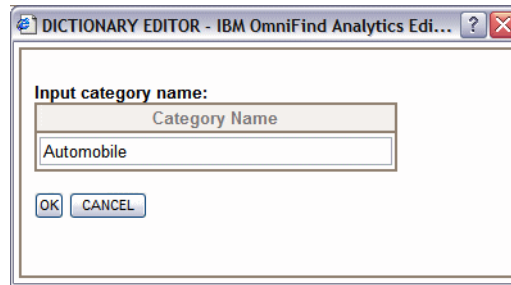 DICTIONARY EDITOR - IBM OmniFind Analytics Edi...
Input category name:
Category Name
Automobile
OK CANCEL